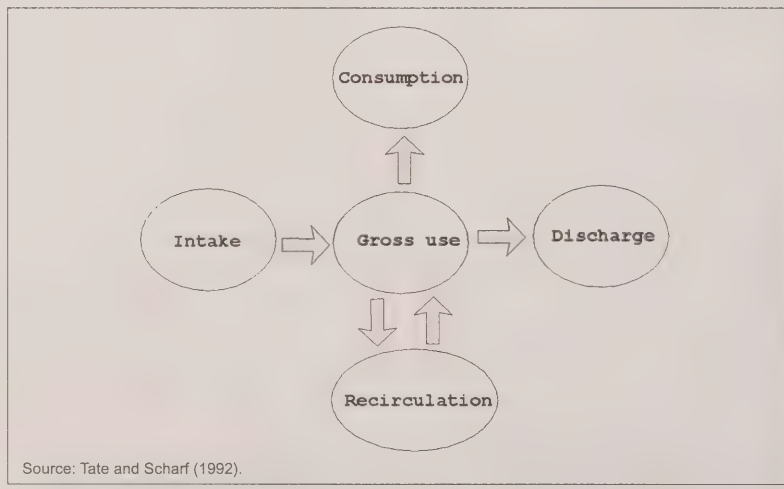 Consumption
Intake
Gross use
Discharge
Recirculation
Source: Tate and Scharf (1992).